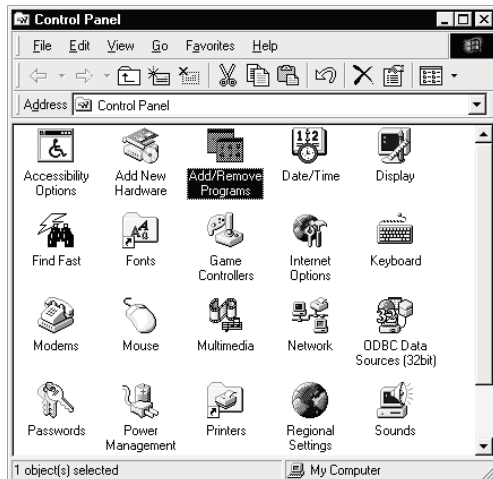 Control Panel
File Edit View Go Favorites Help
Address Control Panel
Accessibility Options
Add New Hardware
Add/Remove Programs
Date/Time
Display
Find Fast
Fonts
Game Controllers
Internet Options
Keyboard
Modems
Mouse
Multimedia
Network
ODBC Data Sources (32bit)
Passwords
Power Management
Printers
Regional Settings
Sounds
1 object(s) selected
My Computer